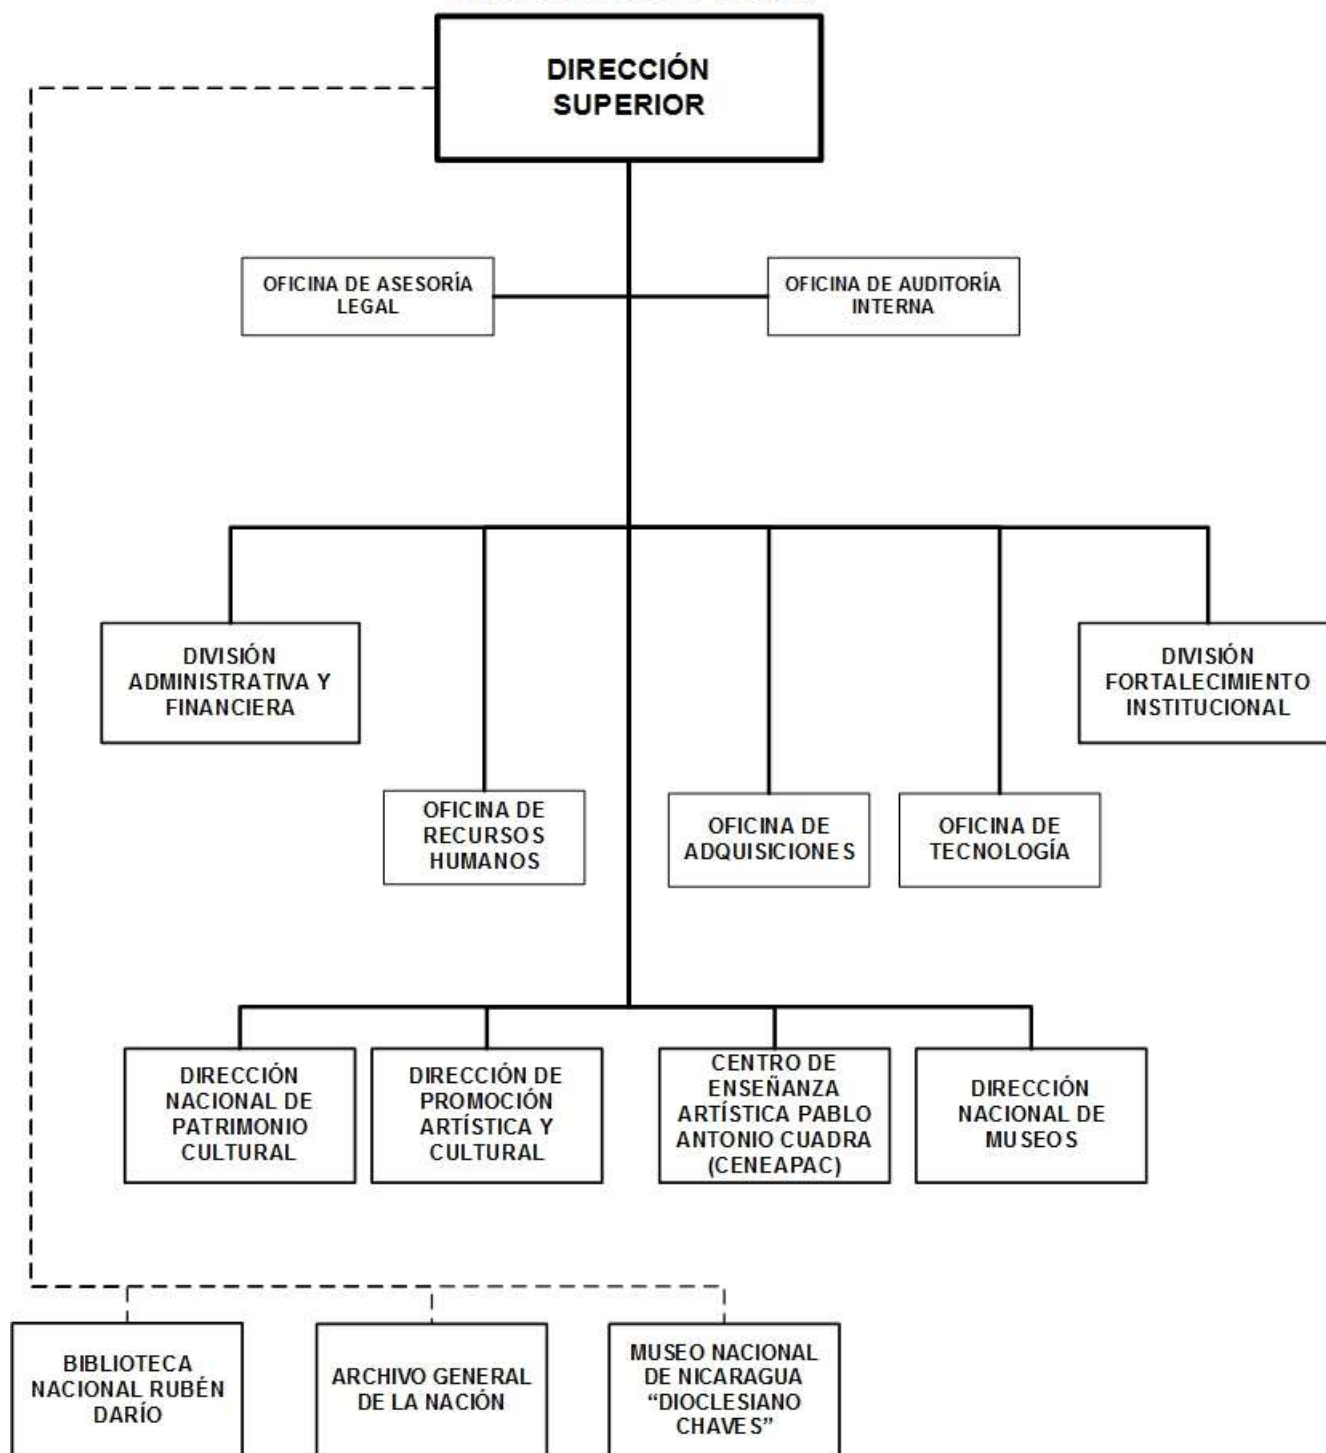 DIRECCIÓN
SUPERIOR
OFICINA DE ASESORÍA
LEGAL
OFICINA DE AUDITORÍA
INTERNA
DIVISIÓN
ADMINISTRATIVA Y
FINANCIERA
DIVISIÓN
FORTALECIMIENTO
INSTITUCIONAL
OFICINA DE
RECURSOS
HUMANOS
OFICINA DE
ADQUISICIONES
OFICINA DE
TECNOLOGÍA
DIRECCIÓN
NACIONAL DE
PATRIMONIO
CULTURAL
DIRECCIÓN DE
PROMOCIÓN
ARTÍSTICA Y
CULTURAL
CENTRO DE
ENSEÑANZA
ARTÍSTICA PABLO
ANTONIO CUADRA
(CENEAPAC)
DIRECCIÓN
NACIONAL DE
MUSEOS
BIBLIOTECA
NACIONAL RUBÉN
DARÍO
ARCHIVO GENERAL
DE LA NACIÓN
MUSEO NACIONAL
DE NICARAGUA
“DIOCLESIANO
CHAVES”